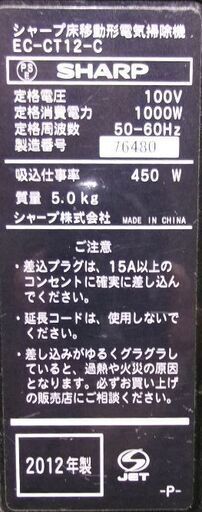 シャープ床移動形電気掃除機
EC-CT12-C
PS E SHARP
定格電圧 100V
定格消費電力 1000W
定格周波数 50-60Hz
製造番号 76480
吸込仕事率 450 W
質量 5.0kg
シャープ株式会社 MADE IN CHINA
ご注意
・差込プラグは、15A以上の
コンセントに確実に差し込ん
でください。
・延長コードは、使用しないで
ください。
・差し込みがゆるくグラグラ
していると、過熱や火災の原因
となります。必ずお買い上げ
の販売店にご相談ください。
2012年製
S JET
-P-